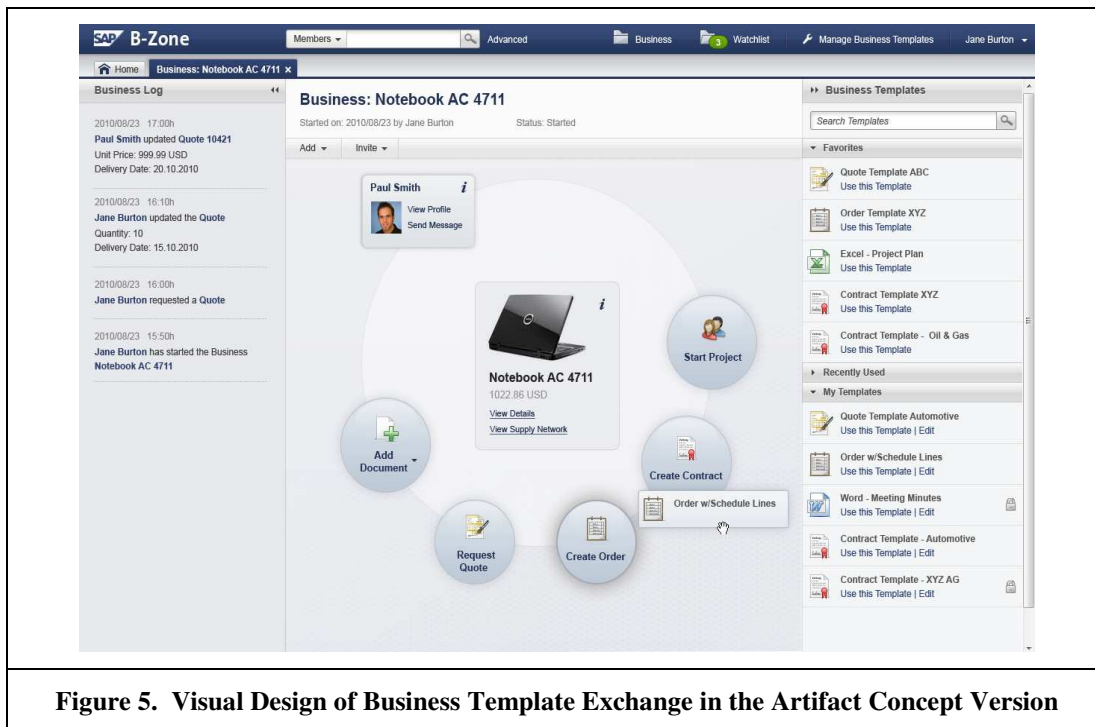 SAP B-Zone
Members
Advanced
Business
3
Watchlist
Manage Business Templates
Jane Burton
Home
Business: Notebook AC 4711 ×
Business Log
2010/08/23 17:00h
Paul Smith updated Quote 10421
Unit Price: 999.99 USD
Delivery Date: 20.10.2010
2010/08/23 16:10h
Jane Burton updated the Quote
Quantity: 10
Delivery Date: 15.10.2010
2010/08/23 16:00h
Jane Burton requested a Quote
2010/08/23 15:50h
Jane Burton has started the Business
Notebook AC 4711
Business: Notebook AC 4711
Started on: 2010/08/23 by Jane Burton
Status: Started
Add
Invite
Paul Smith
i
View Profile
Send Message
i
Notebook AC 4711
1022.86 USD
View Details
View Supply Network
Start Project
Create Contract
Order w/Schedule Lines
Create Order
Request
Quote
Add
Document
Business Templates
Search Templates
Favorites
Quote Template ABC
Use this Template
Order Template XYZ
Use this Template
Excel - Project Plan
Use this Template
Contract Template XYZ
Use this Template
Contract Template - Oil & Gas
Use this Template
Recently Used
My Templates
Quote Template Automotive
Use this Template | Edit
Order w/Schedule Lines
Use this Template | Edit
Word - Meeting Minutes
Use this Template | Edit
Contract Template - Automotive
Use this Template | Edit
Contract Template - XYZ AG
Use this Template | Edit
Figure 5. Visual Design of Business Template Exchange in the Artifact Concept Version